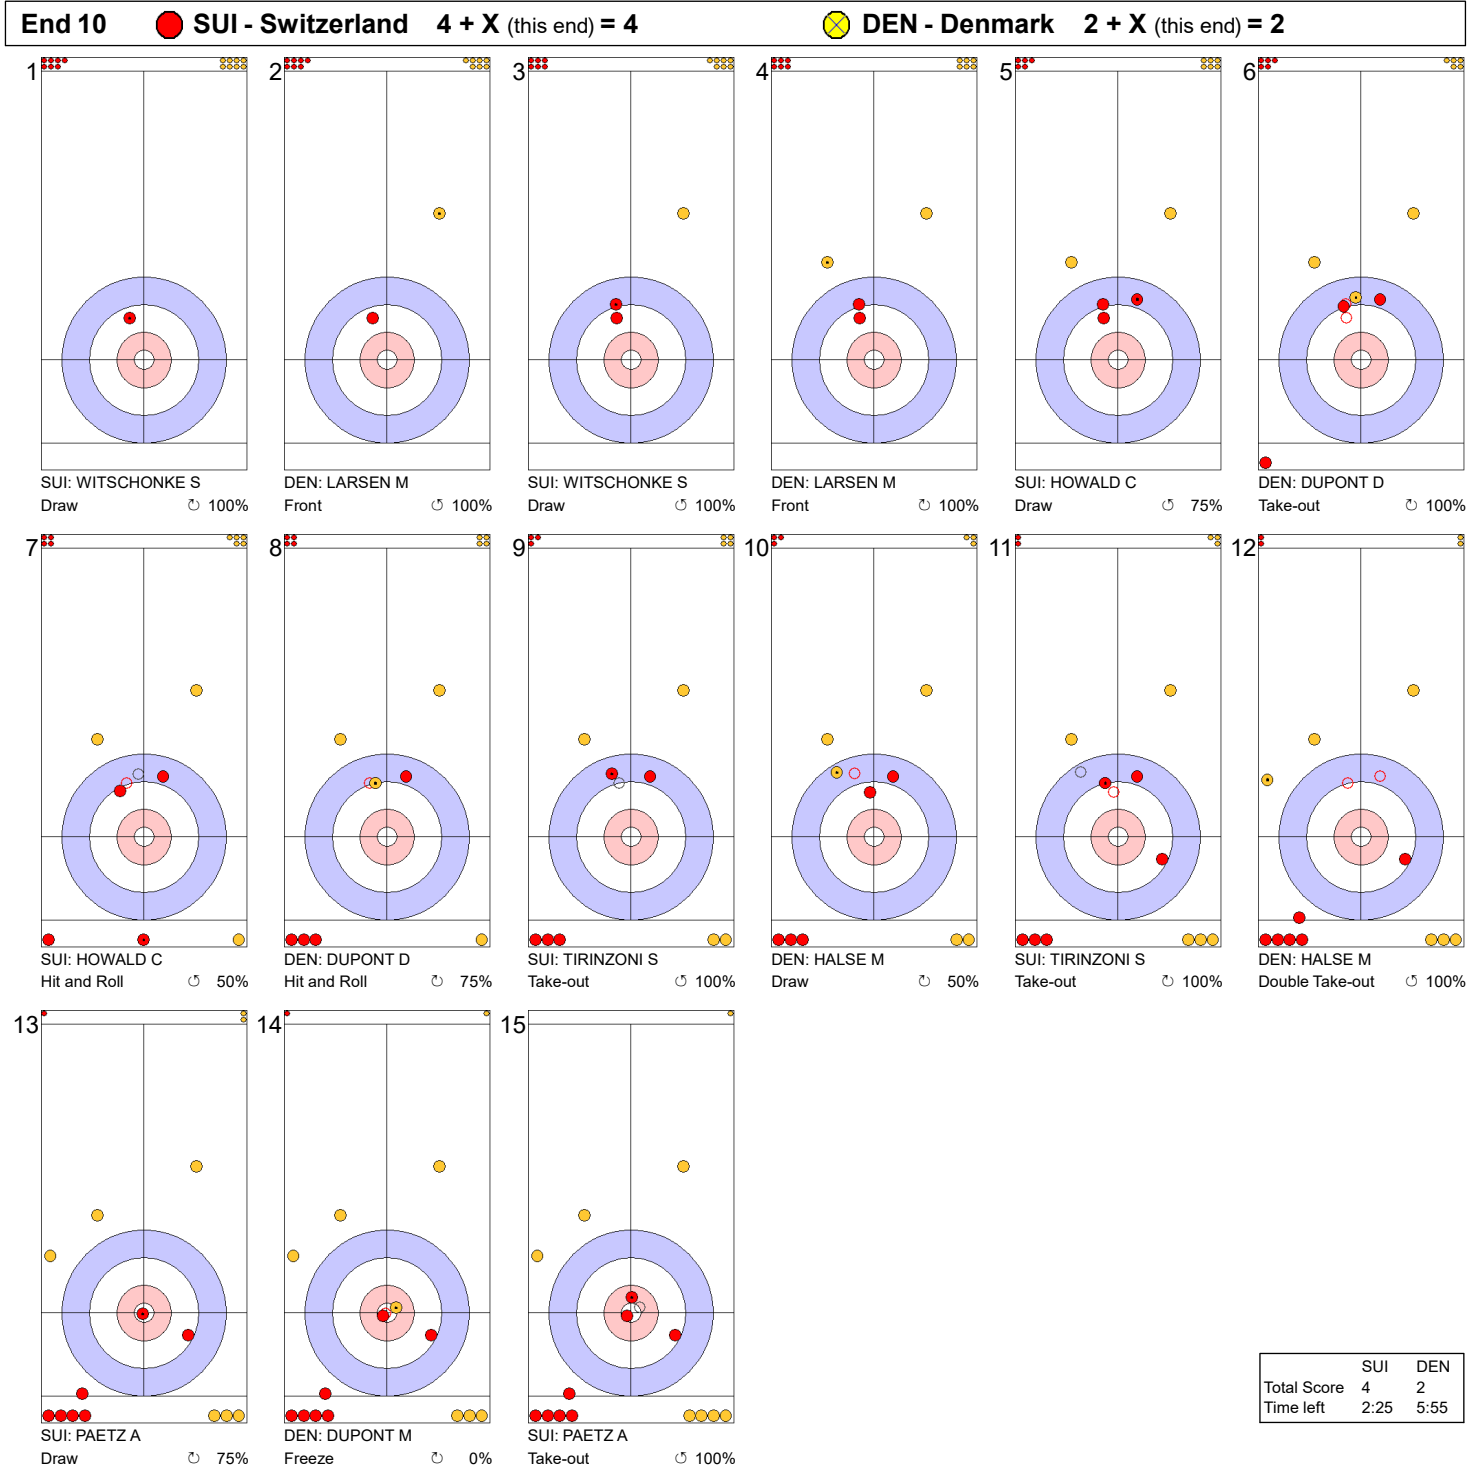 End 10 SUI - Switzerland 4 + X (this end) = 4 DEN - Denmark 2 + X (this end) = 2
1 2 3 4 5 6
SUI: WITSCHONKE S DEN: LARSEN M SUI: WITSCHONKE S DEN: LARSEN M SUI: HOWALD C DEN: DUPONT D
Draw ↻ 100% Front ↺ 100% Draw ↺ 100% Front ↺ 100% Draw ↺ 75% Take-out ↻ 100%
7 8 9 10 11 12
SUI: HOWALD C DEN: DUPONT D SUI: TIRINZONI S DEN: HALSE M SUI: TIRINZONI S DEN: HALSE M
Hit and Roll ↺ 50% Hit and Roll ↻ 75% Take-out ↺ 100% Draw ↻ 50% Take-out ↺ 100% Double Take-out ↺ 100%
13 14 15
SUI: PAETZ A DEN: DUPONT M SUI: PAETZ A
Draw ↻ 75% Freeze ↻ 0% Take-out ↺ 100%
SUI DEN
Total Score 4 2
Time left 2:25 5:55